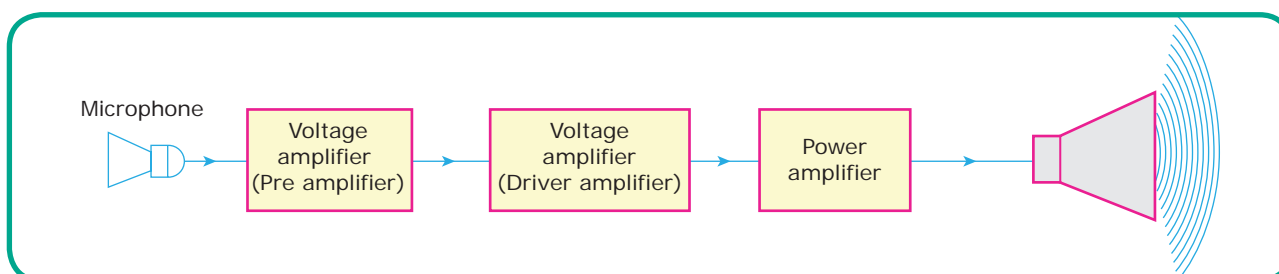 Microphone
Voltage
amplifier
(Pre amplifier)
Voltage
amplifier
(Driver amplifier)
Power
amplifier